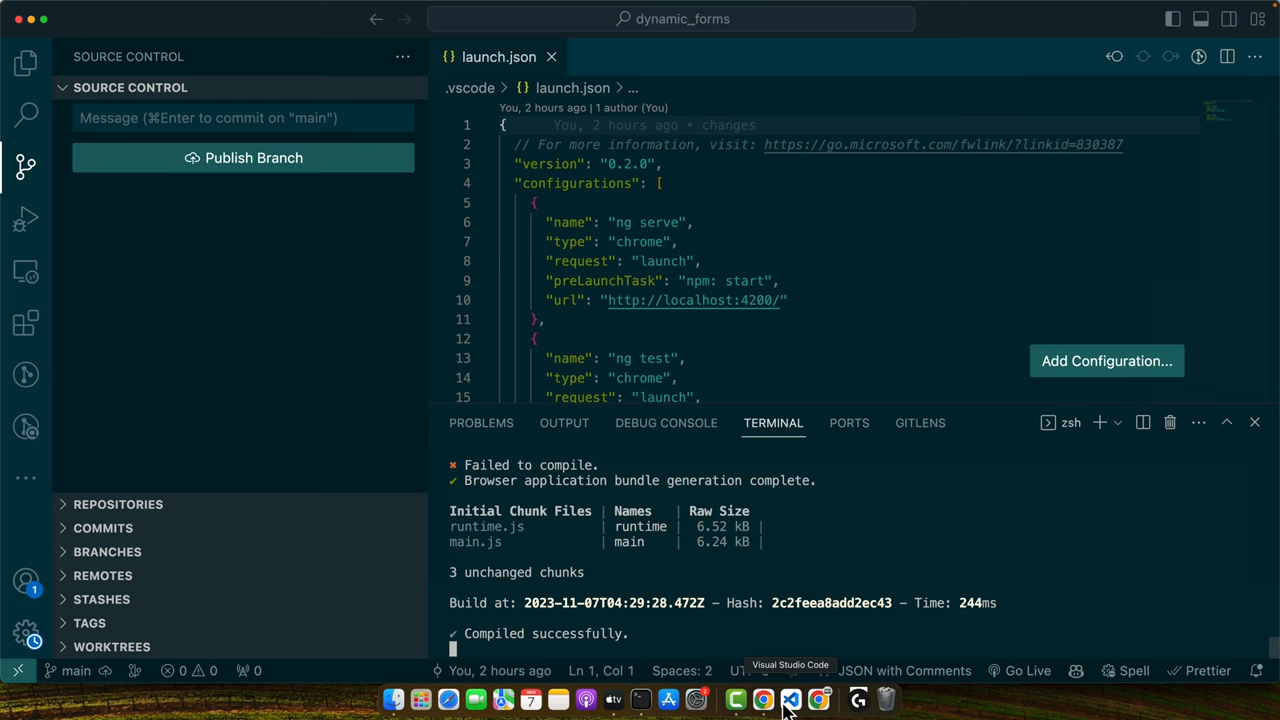 dynamic_forms
SOURCE CONTROL
SOURCE CONTROL
Message (⌘Enter to commit on "main")
Publish Branch
REPOSITORIES
COMMITS
BRANCHES
REMOTES
STASHES
TAGS
WORKTREES
1
launch.json
.vscode > {} launch.json > ...
You, 2 hours ago | 1 author (You)
1 { You, 2 hours ago • changes
2 // For more information, visit: https://go.microsoft.com/fwlink/?linkid=830387
3 "version": "0.2.0",
4 "configurations": [
5 {
6 "name": "ng serve",
7 "type": "chrome",
8 "request": "launch",
9 "preLaunchTask": "npm: start",
10 "url": "http://localhost:4200/"
11 },
12 {
13 "name": "ng test",
14 "type": "chrome",
15 "request": "launch",
Add Configuration...
PROBLEMS OUTPUT DEBUG CONSOLE TERMINAL PORTS GITLENS zsh
✖ Failed to compile.
✔ Browser application bundle generation complete.
Initial Chunk Files | Names | Raw Size
runtime.js | runtime | 6.52 kB |
main.js | main | 6.24 kB |
3 unchanged chunks
Build at: 2023-11-07T04:29:28.472Z - Hash: 2c2feea8add2ec43 - Time: 244ms
✔ Compiled successfully.
Visual Studio Code
main 0 0 0 You, 2 hours ago Ln 1, Col 1 Spaces: 2 JSON with Comments Go Live Spell Prettier
NOV
7
tv